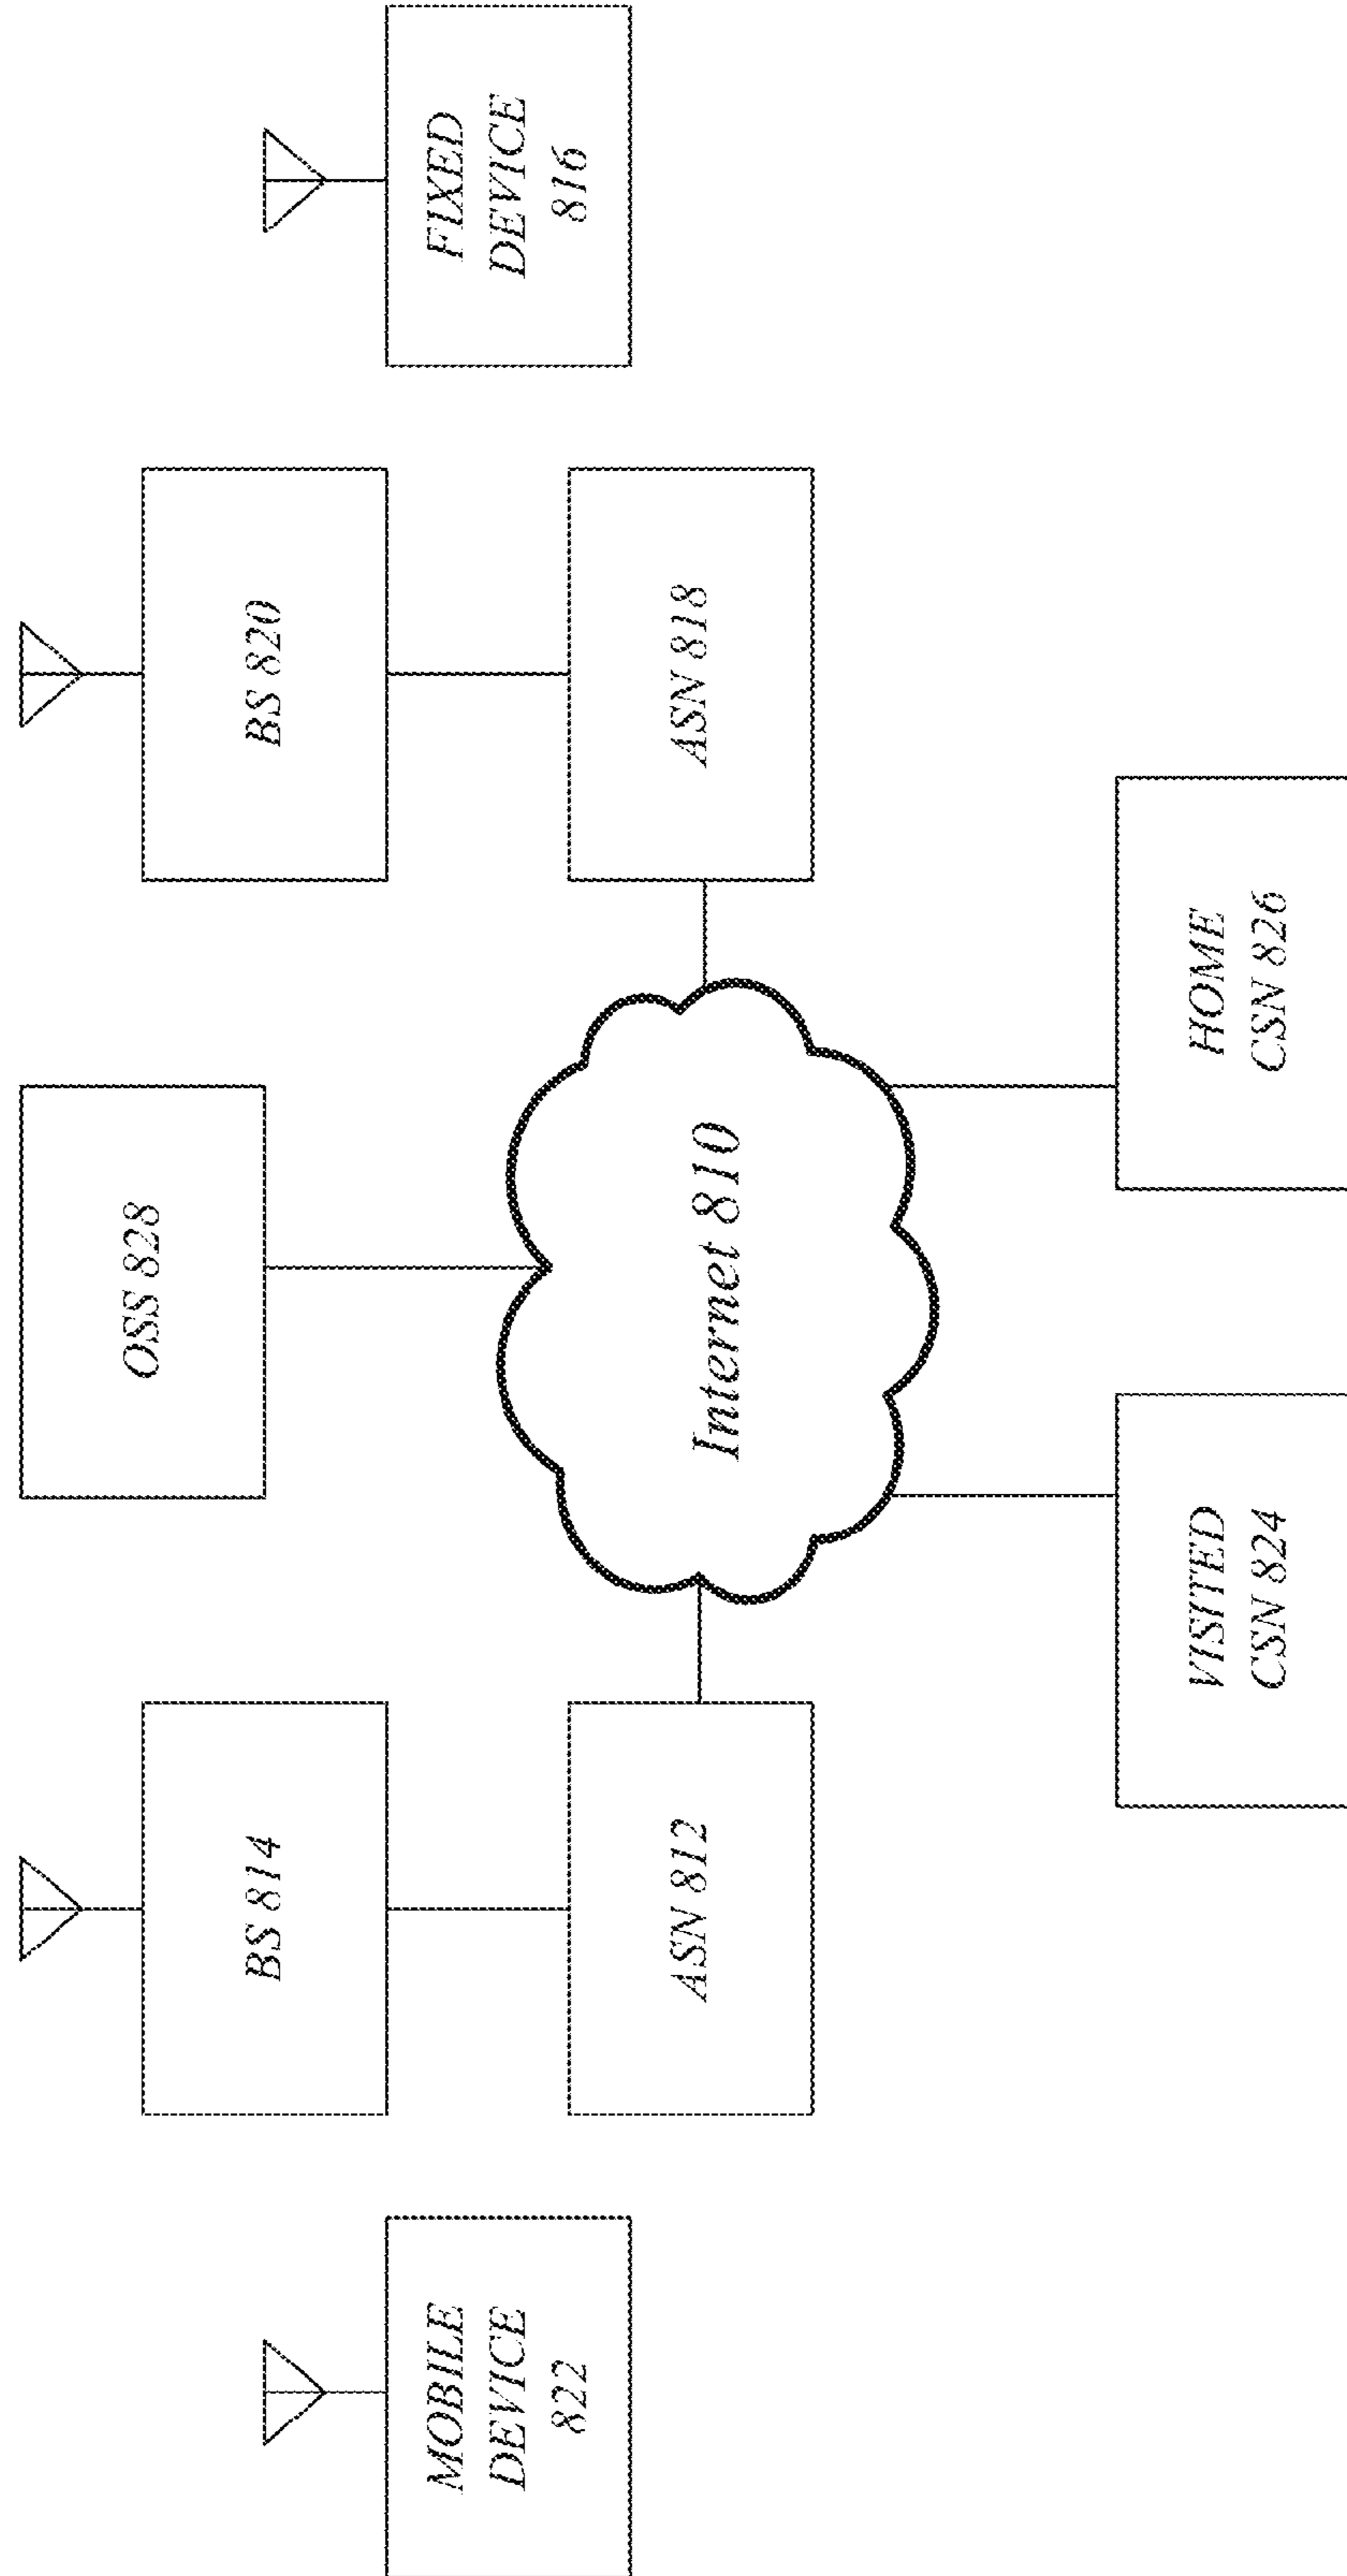 OSS 828
BS 814
BS 820
MOBILE
DEVICE
822
FIXED
DEVICE
816
ASN 812
Internet 810
ASN 818
VISITED
CSN 824
HOME
CSN 826